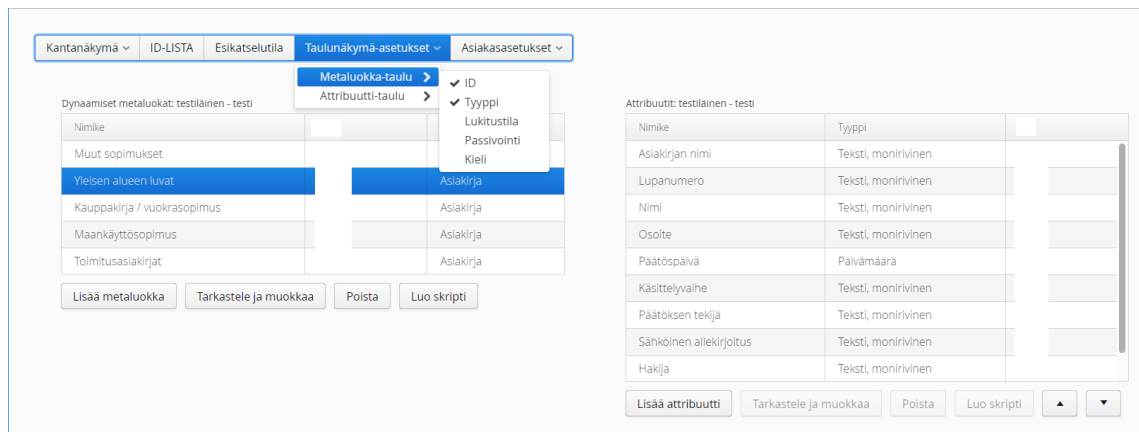 Kantanäkymä ID-LISTA Esikatselutila Taulunäkymä-asetukset Asiakasasetukset
Metaluokka-taulu
Attribuutti-taulu
ID
Tyyppi
Lukitustila
Passivointi
Kieli
Dynaamiset metaluokat: testiläinen - testi
Nimike
Muut sopimukset
Yleisen alueen luvat Asiakirja
Kauppakirja / vuokrasopimus Asiakirja
Maankäyttösopimus Asiakirja
Toimitusasiakirjat Asiakirja
Lisää metaluokka Tarkastele ja muokkaa Poista Luo skripti
Attribuutit: testiläinen - testi
Nimike Tyyppi
Asiakirjan nimi Teksti, monirivinen
Lupanumero Teksti, monirivinen
Nimi Teksti, monirivinen
Osoite Teksti, monirivinen
Päätöspäivä Päivämäärä
Käsittelyvaihe Teksti, monirivinen
Päätöksen tekijä Teksti, monirivinen
Sähköinen allekirjoitus Teksti, monirivinen
Hakija Teksti, monirivinen
Lisää attribuutti Tarkastele ja muokkaa Poista Luo skripti